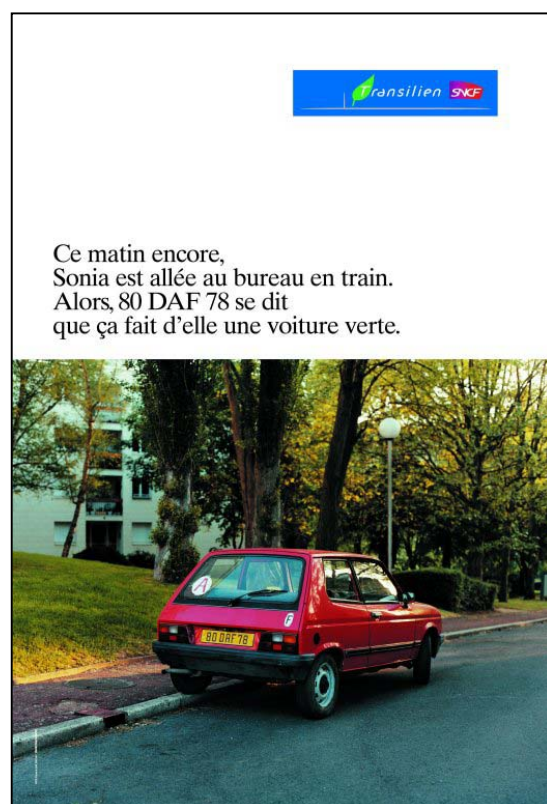 Transilien SNCF
Ce matin encore,
Sonia est allée au bureau en train.
Alors, 80 DAF 78 se dit
que ça fait d'elle une voiture verte.
A
F
80 DAF 78